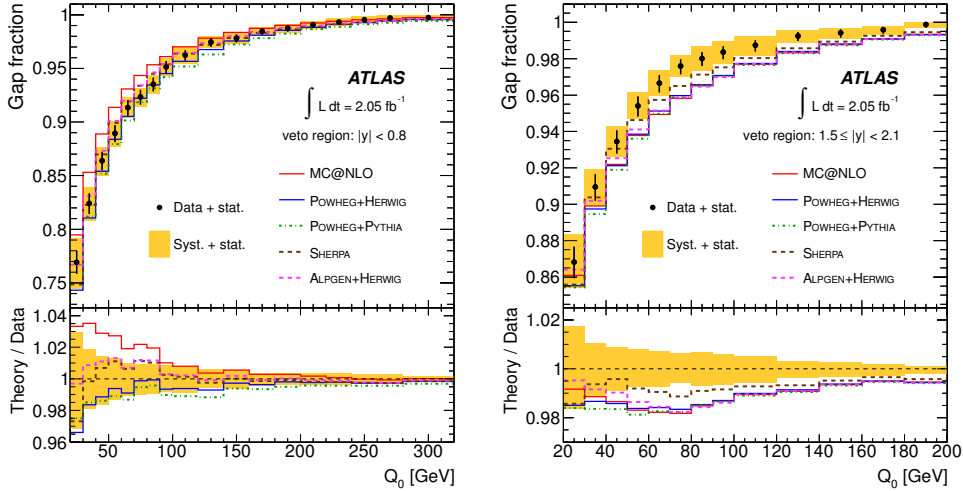 Gap fraction
1
0.95
0.9
0.85
0.8
0.75
ATLAS
∫ L dt = 2.05 fb⁻¹
veto region: |y| < 0.8
MC@NLO
POWHEG+HERWIG
POWHEG+PYTHIA
SHERPA
ALPGEN+HERWIG
Data + stat.
Syst. + stat.
Theory / Data
1.04
1.02
1
0.98
0.96
50 100 150 200 250 300
Q₀ [GeV]
Gap fraction
1
0.98
0.96
0.94
0.92
0.9
0.88
0.86
ATLAS
∫ L dt = 2.05 fb⁻¹
veto region: 1.5 ≤ |y| < 2.1
MC@NLO
POWHEG+HERWIG
POWHEG+PYTHIA
SHERPA
ALPGEN+HERWIG
Data + stat.
Syst. + stat.
Theory / Data
1.02
1
0.98
20 40 60 80 100 120 140 160 180 200
Q₀ [GeV]